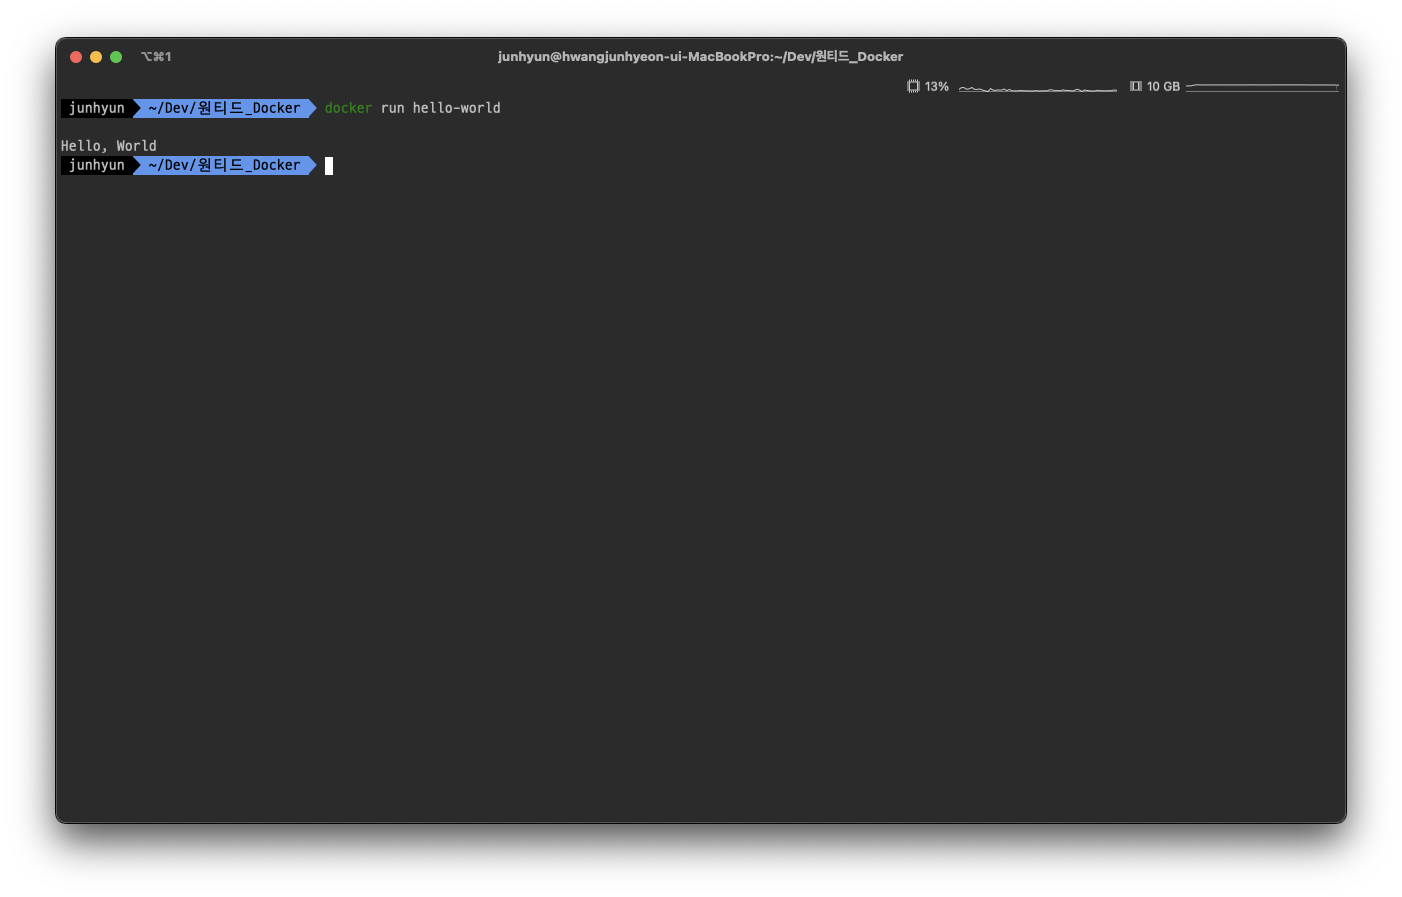 ⌥⌘1
junhyun@hwangjunhyeon-ui-MacBookPro:~/Dev/원티드_Docker
13%
10 GB
junhyun ~/Dev/원티드_Docker docker run hello-world
Hello, World
junhyun ~/Dev/원티드_Docker